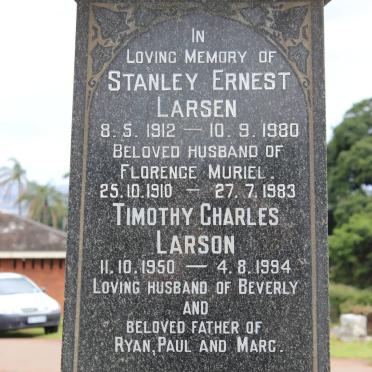 In
Loving Memory of
Stanley Ernest
Larsen
8.5.1912 — 10.9.1980
Beloved husband of
Florence Muriel.
25.10.1910 — 27.7.1983
Timothy Charles
Larson
11.10.1950 — 4.8.1994
Loving husband of Beverly
and
beloved father of
Ryan, Paul and Marc.